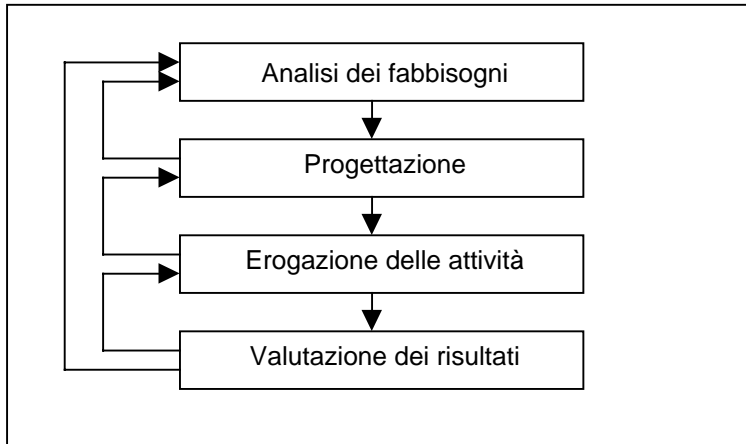 Analisi dei fabbisogni
Progettazione
Erogazione delle attività
Valutazione dei risultati